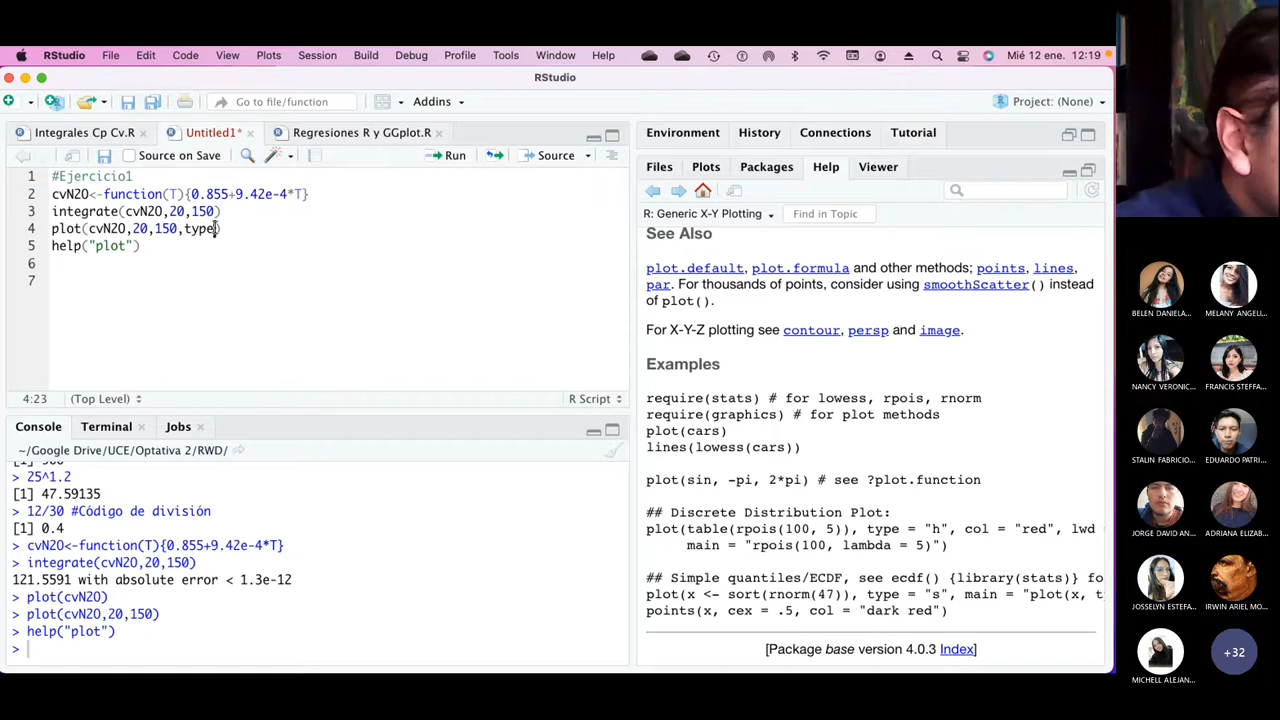 RStudio File Edit Code View Plots Session Build Debug Profile Tools Window Help Mié 12 ene. 12:19
RStudio
Go to file/function Addins Project: (None)
Integrales Cp Cv.R Untitled1* Regresiones R y GGplot.R
Source on Save Run Source
1 #Ejercicio1
2 cvN2O<-function(T){0.855+9.42e-4*T}
3 integrate(cvN2O,20,150)
4 plot(cvN2O,20,150,type)
5 help("plot")
6
7
4:23 (Top Level) R Script
Console Terminal Jobs
~/Google Drive/UCE/Optativa 2/RWD/
> 25^1.2
[1] 47.59135
> 12/30 #Código de división
[1] 0.4
> cvN2O<-function(T){0.855+9.42e-4*T}
> integrate(cvN2O,20,150)
121.5591 with absolute error < 1.3e-12
> plot(cvN2O)
> plot(cvN2O,20,150)
> help("plot")
>
Environment History Connections Tutorial
Files Plots Packages Help Viewer
R: Generic X-Y Plotting Find in Topic
See Also
plot.default, plot.formula and other methods; points, lines,
par. For thousands of points, consider using smoothScatter() instead
of plot().
For X-Y-Z plotting see contour, persp and image.
Examples
require(stats) # for lowess, rpois, rnorm
require(graphics) # for plot methods
plot(cars)
lines(lowess(cars))
plot(sin, -pi, 2*pi) # see ?plot.function
## Discrete Distribution Plot:
plot(table(rpois(100, 5)), type = "h", col = "red", lwd
main = "rpois(100, lambda = 5)")
## Simple quantiles/ECDF, see ecdf() {library(stats)} fo
plot(x <- sort(rnorm(47)), type = "s", main = "plot(x, t
points(x, cex = .5, col = "dark red")
[Package base version 4.0.3 Index]
BELEN DANIELA... MELANY ANGELI...
NANCY VERONIC... FRANCIS STEFFA...
STALIN FABRICIO... EDUARDO PATRI...
JORGE DAVID AN... ADRIANA ELIZAB...
JOSSELYN ESTEFA... IRWIN ARIEL MO...
MICHELL ALEJAN... +32